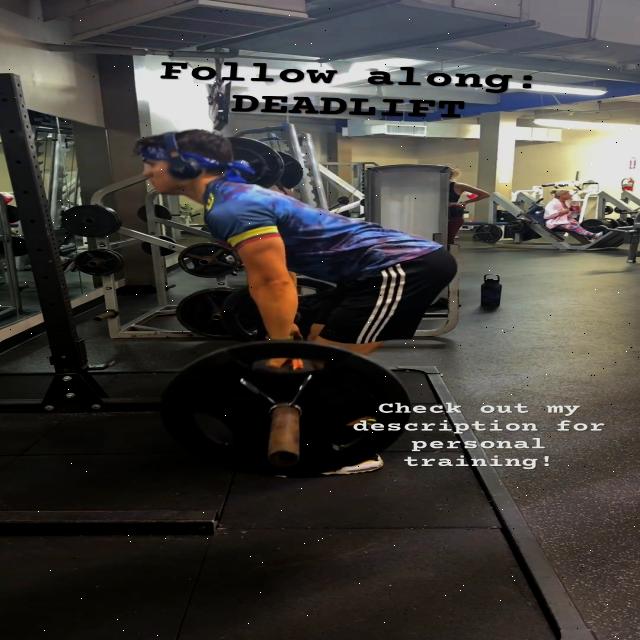 Follow along:
DEADLIFT
Check out my
description for
personal
training!